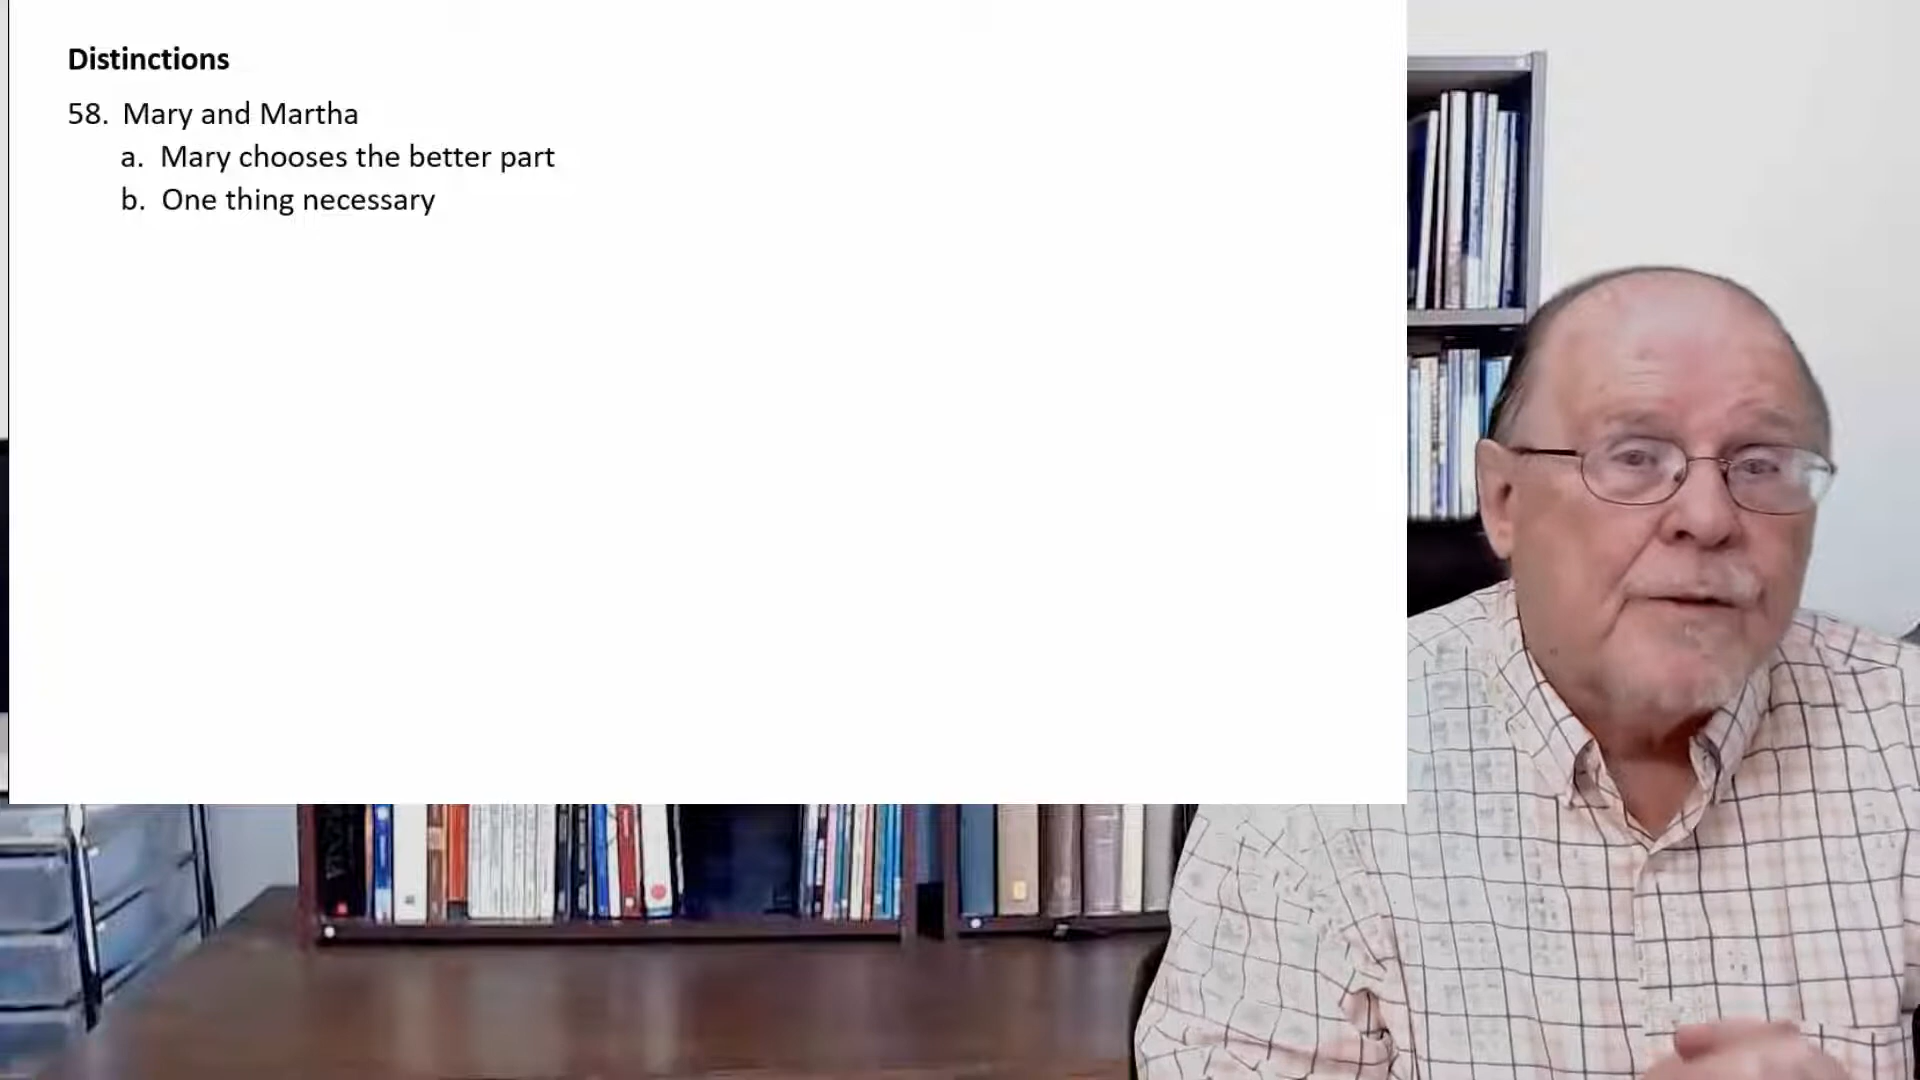 Distinctions
58. Mary and Martha
a. Mary chooses the better part
b. One thing necessary